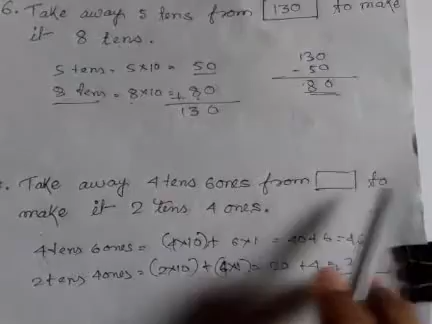 6. Take away 5 tens from 130 to make
it 8 tens.
5 tens = 5×10 = 50
8 tens = 8×10 = + 80
130
130
- 50
80
Take away 4 tens 6 ones from to
make it 2 tens 4 ones.
4 tens 6 ones = (4×10) + 6×1 = 40+6 =
2 tens 4 ones = (2×10) + = 20 + 4 =